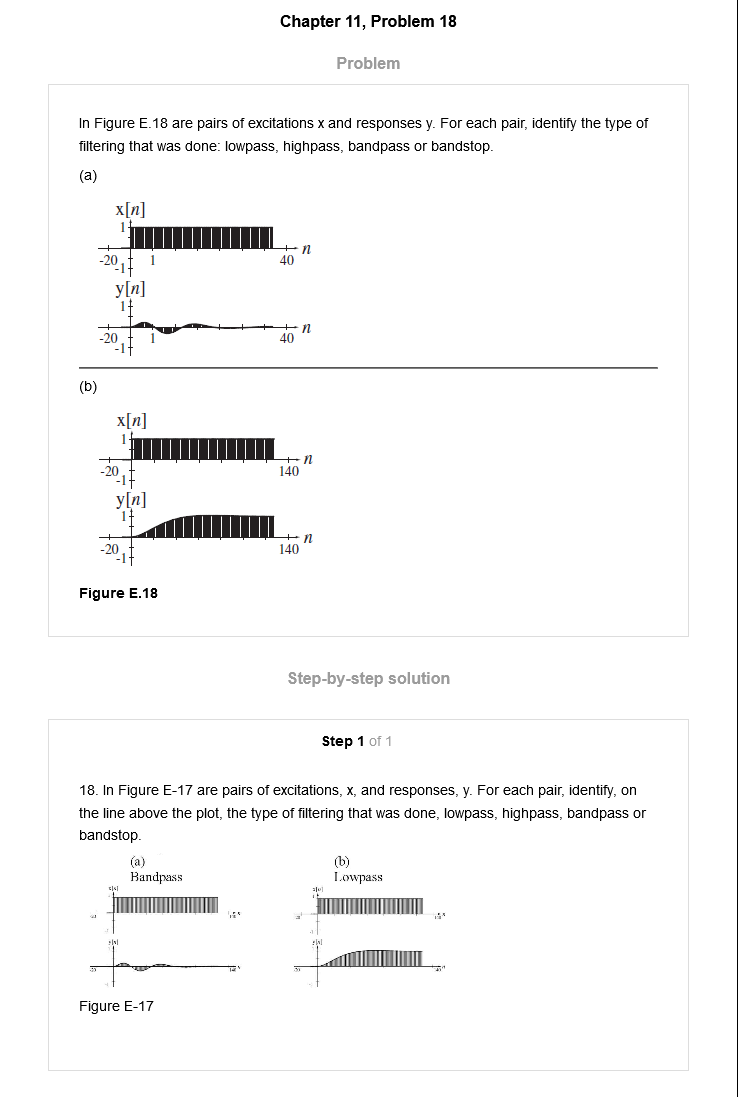 Chapter 11, Problem 18
Problem
In Figure E.18 are pairs of excitations x and responses y. For each pair, identify the type of
filtering that was done: lowpass, highpass, bandpass or bandstop.
(a)
x[n]
1
n
-20
-1
1
40
y[n]
1
n
-20
-1
1
40
(b)
x[n]
1
n
-20
-1
140
y[n]
1
n
-20
-1
140
Figure E.18
Step-by-step solution
Step 1 of 1
18. In Figure E-17 are pairs of excitations, x, and responses, y. For each pair, identify, on
the line above the plot, the type of filtering that was done, lowpass, highpass, bandpass or
bandstop.
(a)
Bandpass
(b)
Lowpass
Figure E-17